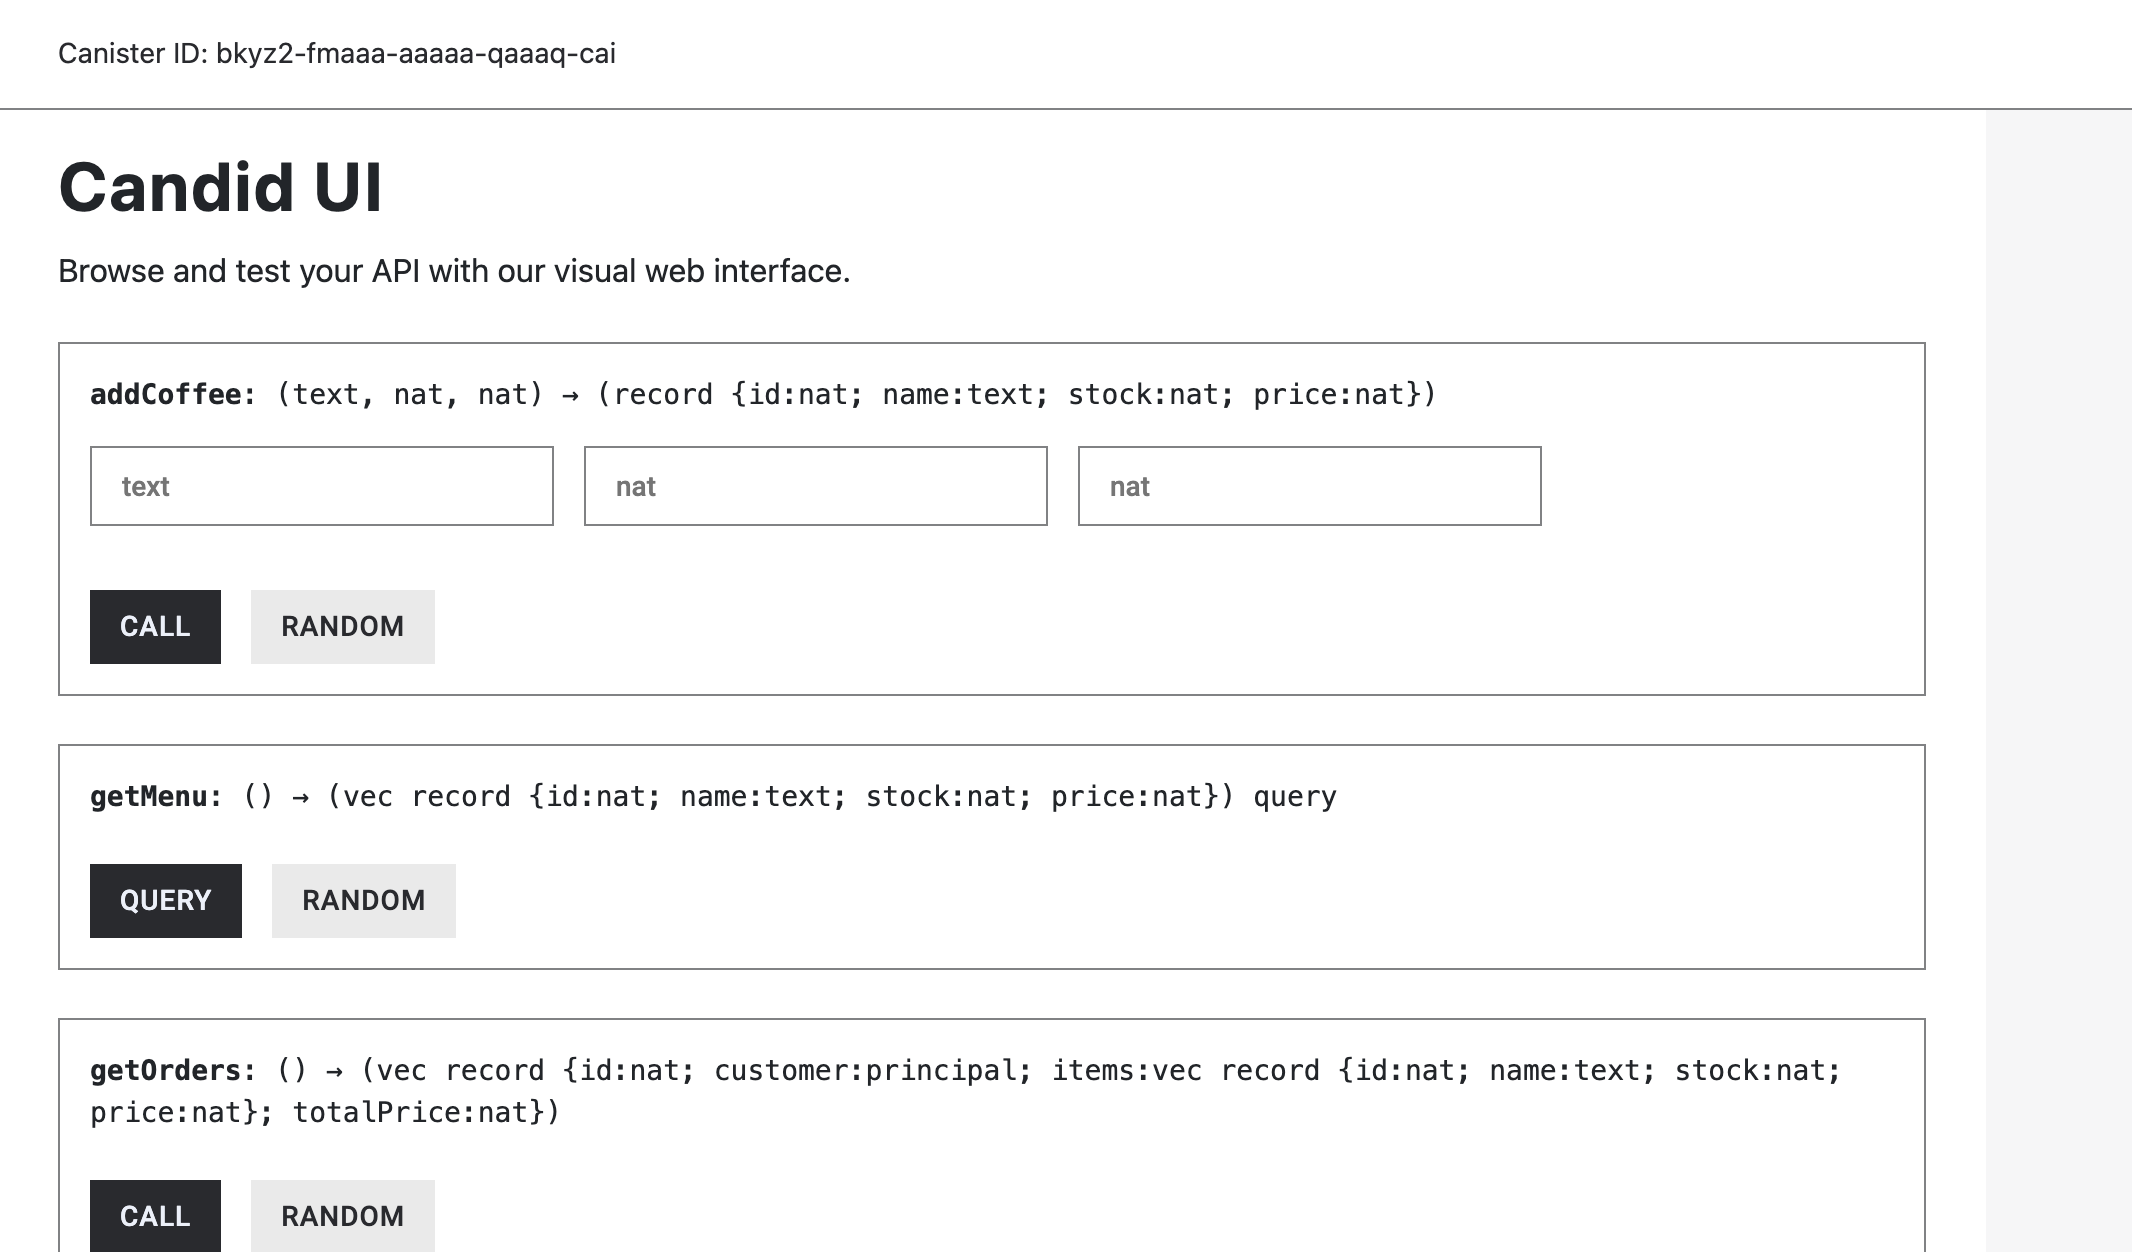 Canister ID: bkyz2-fmaaa-aaaaa-qaaaq-cai
Candid UI
Browse and test your API with our visual web interface.
addCoffee: (text, nat, nat) → (record {id:nat; name:text; stock:nat; price:nat})
text nat nat
CALL RANDOM
getMenu: () → (vec record {id:nat; name:text; stock:nat; price:nat}) query
QUERY RANDOM
getOrders: () → (vec record {id:nat; customer:principal; items:vec record {id:nat; name:text; stock:nat;
price:nat}; totalPrice:nat})
CALL RANDOM